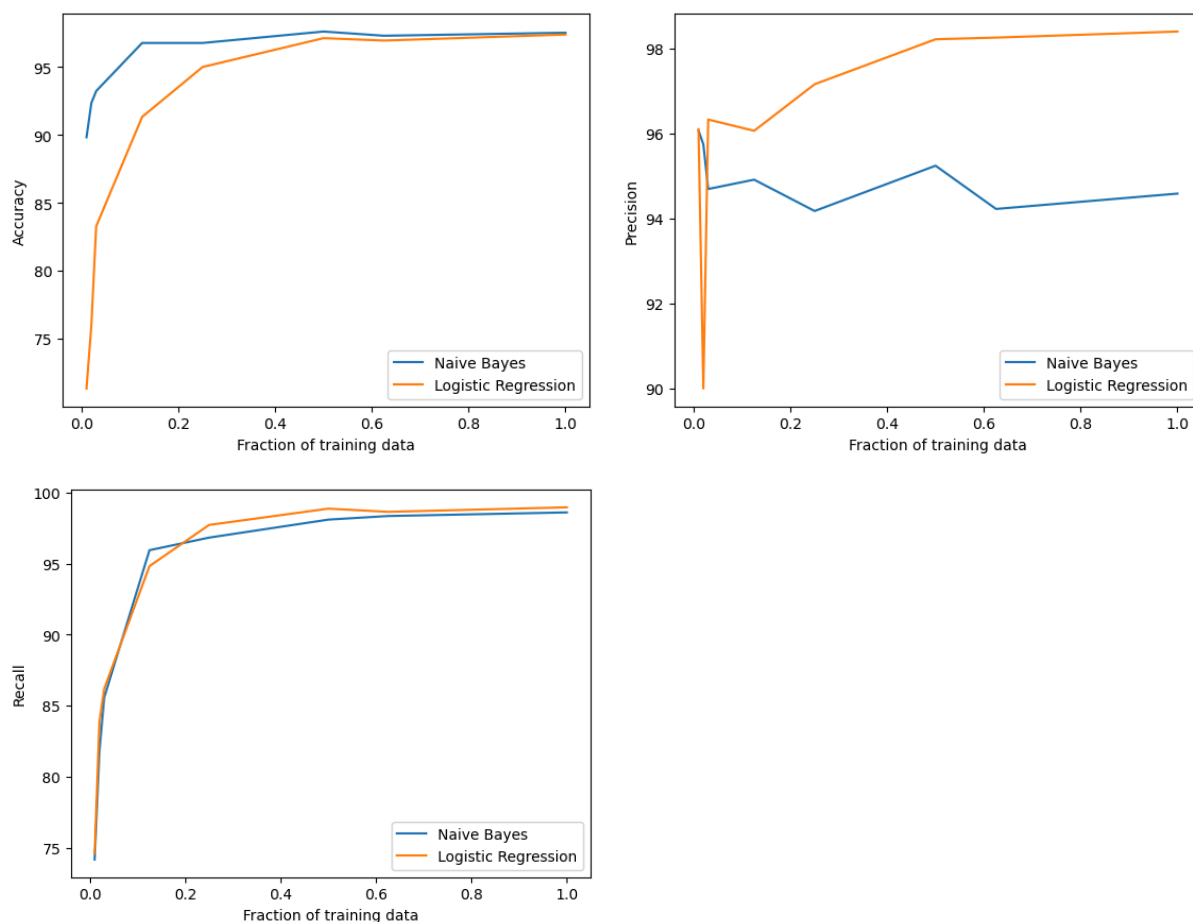 95
90
85
80
75
Accuracy
0.0 0.2 0.4 0.6 0.8 1.0
Fraction of training data
Naive Bayes
Logistic Regression
98
96
94
92
90
Precision
0.0 0.2 0.4 0.6 0.8 1.0
Fraction of training data
Naive Bayes
Logistic Regression
100
95
90
85
80
75
Recall
0.0 0.2 0.4 0.6 0.8 1.0
Fraction of training data
Naive Bayes
Logistic Regression